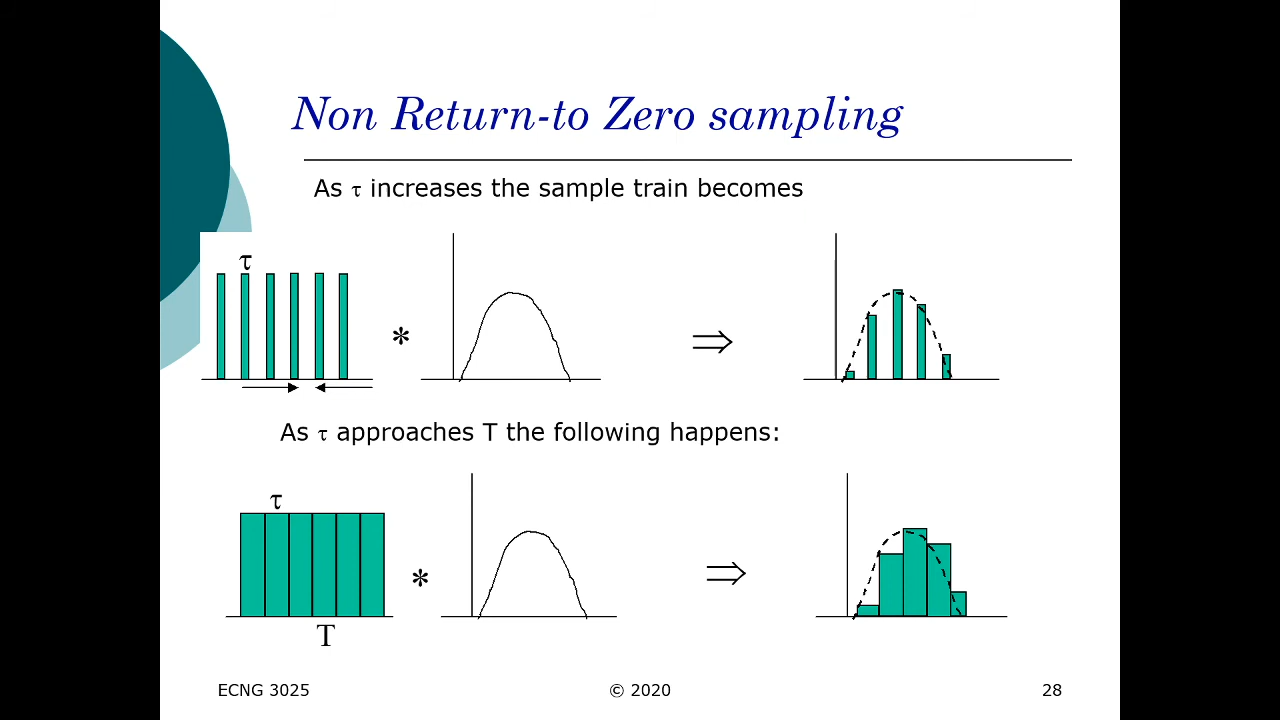 Non Return-to Zero sampling
As τ increases the sample train becomes
τ
*
⇒
As τ approaches T the following happens:
τ
*
⇒
T
ECNG 3025
© 2020
28